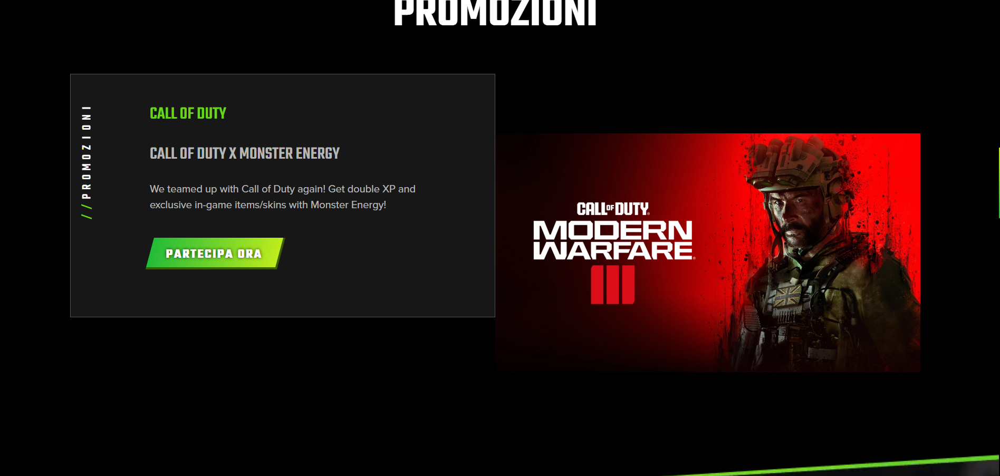 PROMOZIONI
// PROMOZIONI
CALL OF DUTY
CALL OF DUTY X MONSTER ENERGY
We teamed up with Call of Duty again! Get double XP and
exclusive in-game items/skins with Monster Energy!
PARTECIPA ORA
CALL OF DUTY®
MODERN
WARFARE®
III